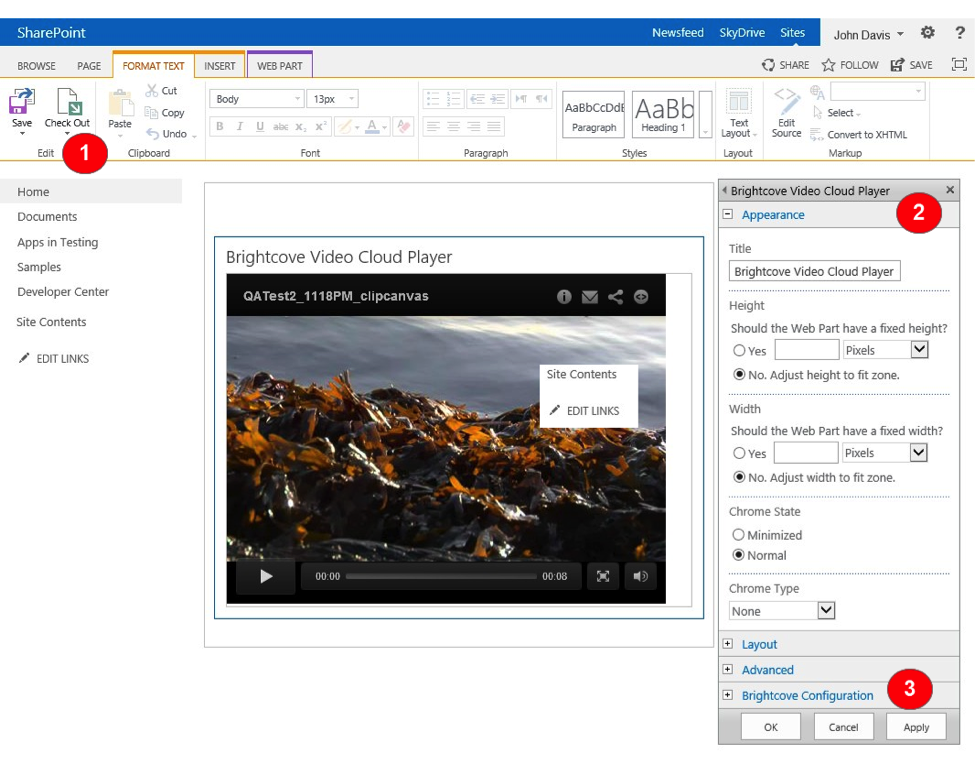 SharePoint
Newsfeed SkyDrive Sites John Davis ?
BROWSE PAGE FORMAT TEXT INSERT WEB PART
SHARE FOLLOW SAVE
Save
Check Out
Paste
Cut
Copy
Undo
Body 13px
B I U abc x₂ x²
A
AaBbCcDdE
Paragraph
AaBb
Heading 1
Text
Layout
Edit
Source
Select
Convert to XHTML
Edit 1 Clipboard Font Paragraph Styles Layout Markup
Home
Documents
Apps in Testing
Samples
Developer Center
Site Contents
EDIT LINKS
Brightcove Video Cloud Player
QATest2_1118PM_clipcanvas
Site Contents
EDIT LINKS
00:00 00:08
Brightcove Video Cloud Player ×
Appearance 2
Title
Brightcove Video Cloud Player
Height
Should the Web Part have a fixed height?
Yes Pixels
No. Adjust height to fit zone.
Width
Should the Web Part have a fixed width?
Yes Pixels
No. Adjust width to fit zone.
Chrome State
Minimized
Normal
Chrome Type
None
Layout
Advanced
Brightcove Configuration 3
OK Cancel Apply